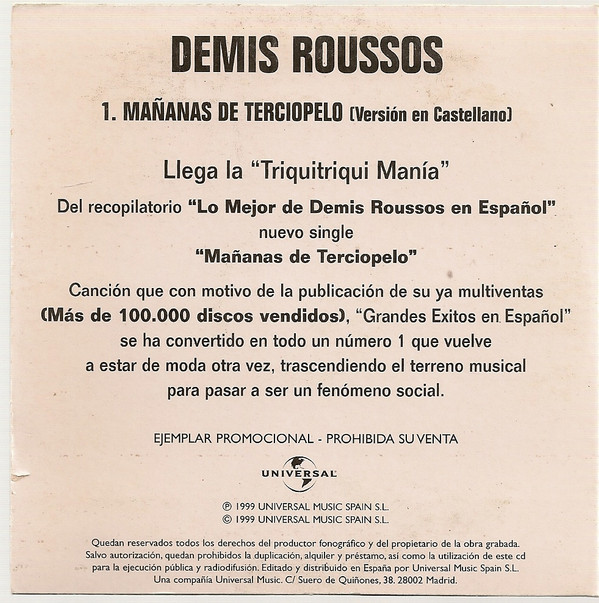 DEMIS ROUSSOS
1. MAÑANAS DE TERCIOPELO (Versión en Castellano)
Llega la “Triquitriqui Manía”
Del recopilatorio “Lo Mejor de Demis Roussos en Español”
nuevo single
“Mañanas de Terciopelo”
Canción que con motivo de la publicación de su ya multiventas
(Más de 100.000 discos vendidos), “Grandes Exitos en Español”
se ha convertido en todo un número 1 que vuelve
a estar de moda otra vez, trascendiendo el terreno musical
para pasar a ser un fenómeno social.
EJEMPLAR PROMOCIONAL - PROHIBIDA SU VENTA
UNIVERSAL
℗ 1999 UNIVERSAL MUSIC SPAIN S.L.
© 1999 UNIVERSAL MUSIC SPAIN S.L.
Quedan reservados todos los derechos del productor fonográfico y del propietario de la obra grabada.
Salvo autorización, quedan prohibidos la duplicación, alquiler y préstamo, así como la utilización de este cd
para la ejecución pública y radiodifusión. Editado y distribuido en España por Universal Music Spain S.L.
Una compañía Universal Music. C/ Suero de Quiñones, 38. 28002 Madrid.